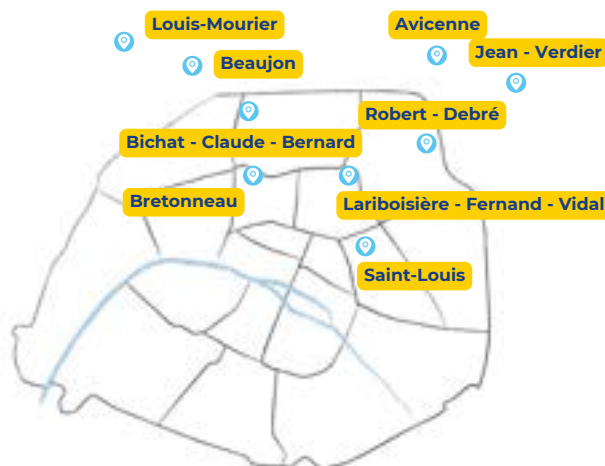 Louis-Mourier
Avicenne
Jean - Verdier
Beaujon
Robert - Debré
Bichat - Claude - Bernard
Bretonneau
Lariboisière - Fernand - Vidal
Saint-Louis